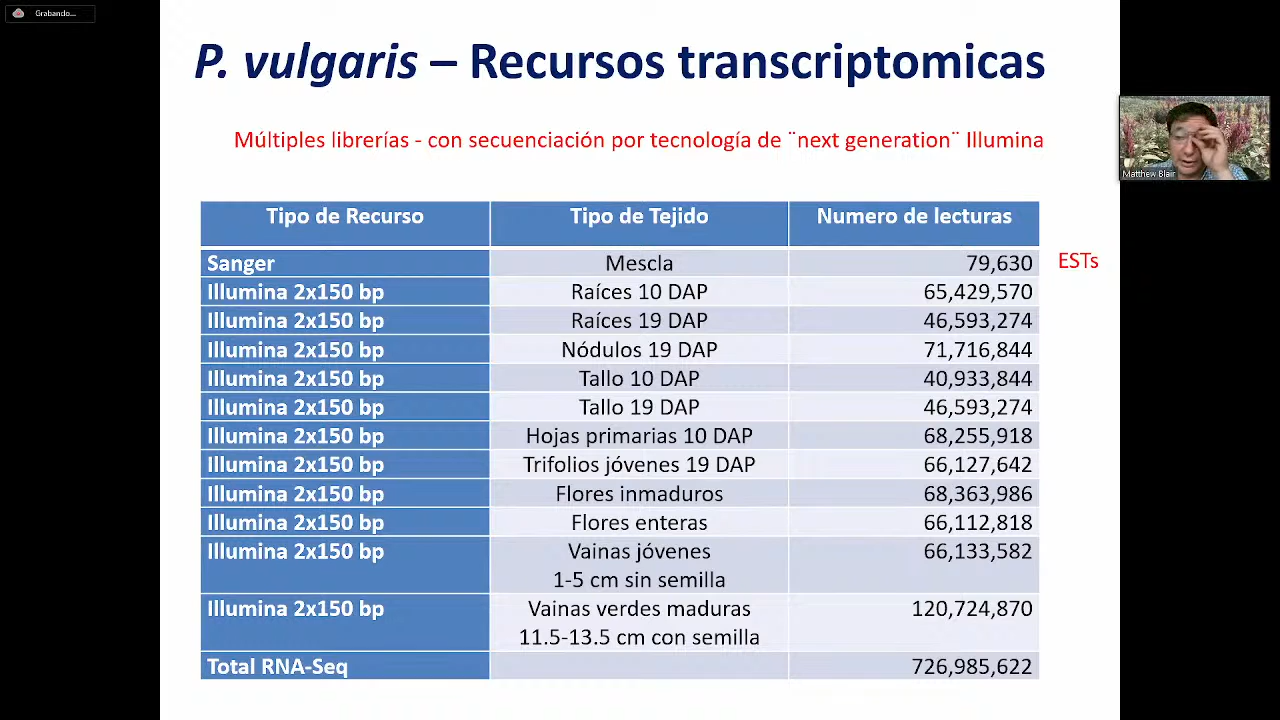 Grabando...
P. vulgaris – Recursos transcriptomicas
Múltiples librerías - con secuenciación por tecnología de ¨next generation¨ Illumina
Matthew Blair
Tipo de Recurso Tipo de Tejido Numero de lecturas
Sanger Mescla 79,630 ESTs
Illumina 2x150 bp Raíces 10 DAP 65,429,570
Illumina 2x150 bp Raíces 19 DAP 46,593,274
Illumina 2x150 bp Nódulos 19 DAP 71,716,844
Illumina 2x150 bp Tallo 10 DAP 40,933,844
Illumina 2x150 bp Tallo 19 DAP 46,593,274
Illumina 2x150 bp Hojas primarias 10 DAP 68,255,918
Illumina 2x150 bp Trifolios jóvenes 19 DAP 66,127,642
Illumina 2x150 bp Flores inmaduros 68,363,986
Illumina 2x150 bp Flores enteras 66,112,818
Illumina 2x150 bp Vainas jóvenes 66,133,582
1-5 cm sin semilla
Illumina 2x150 bp Vainas verdes maduras 120,724,870
11.5-13.5 cm con semilla
Total RNA-Seq 726,985,622